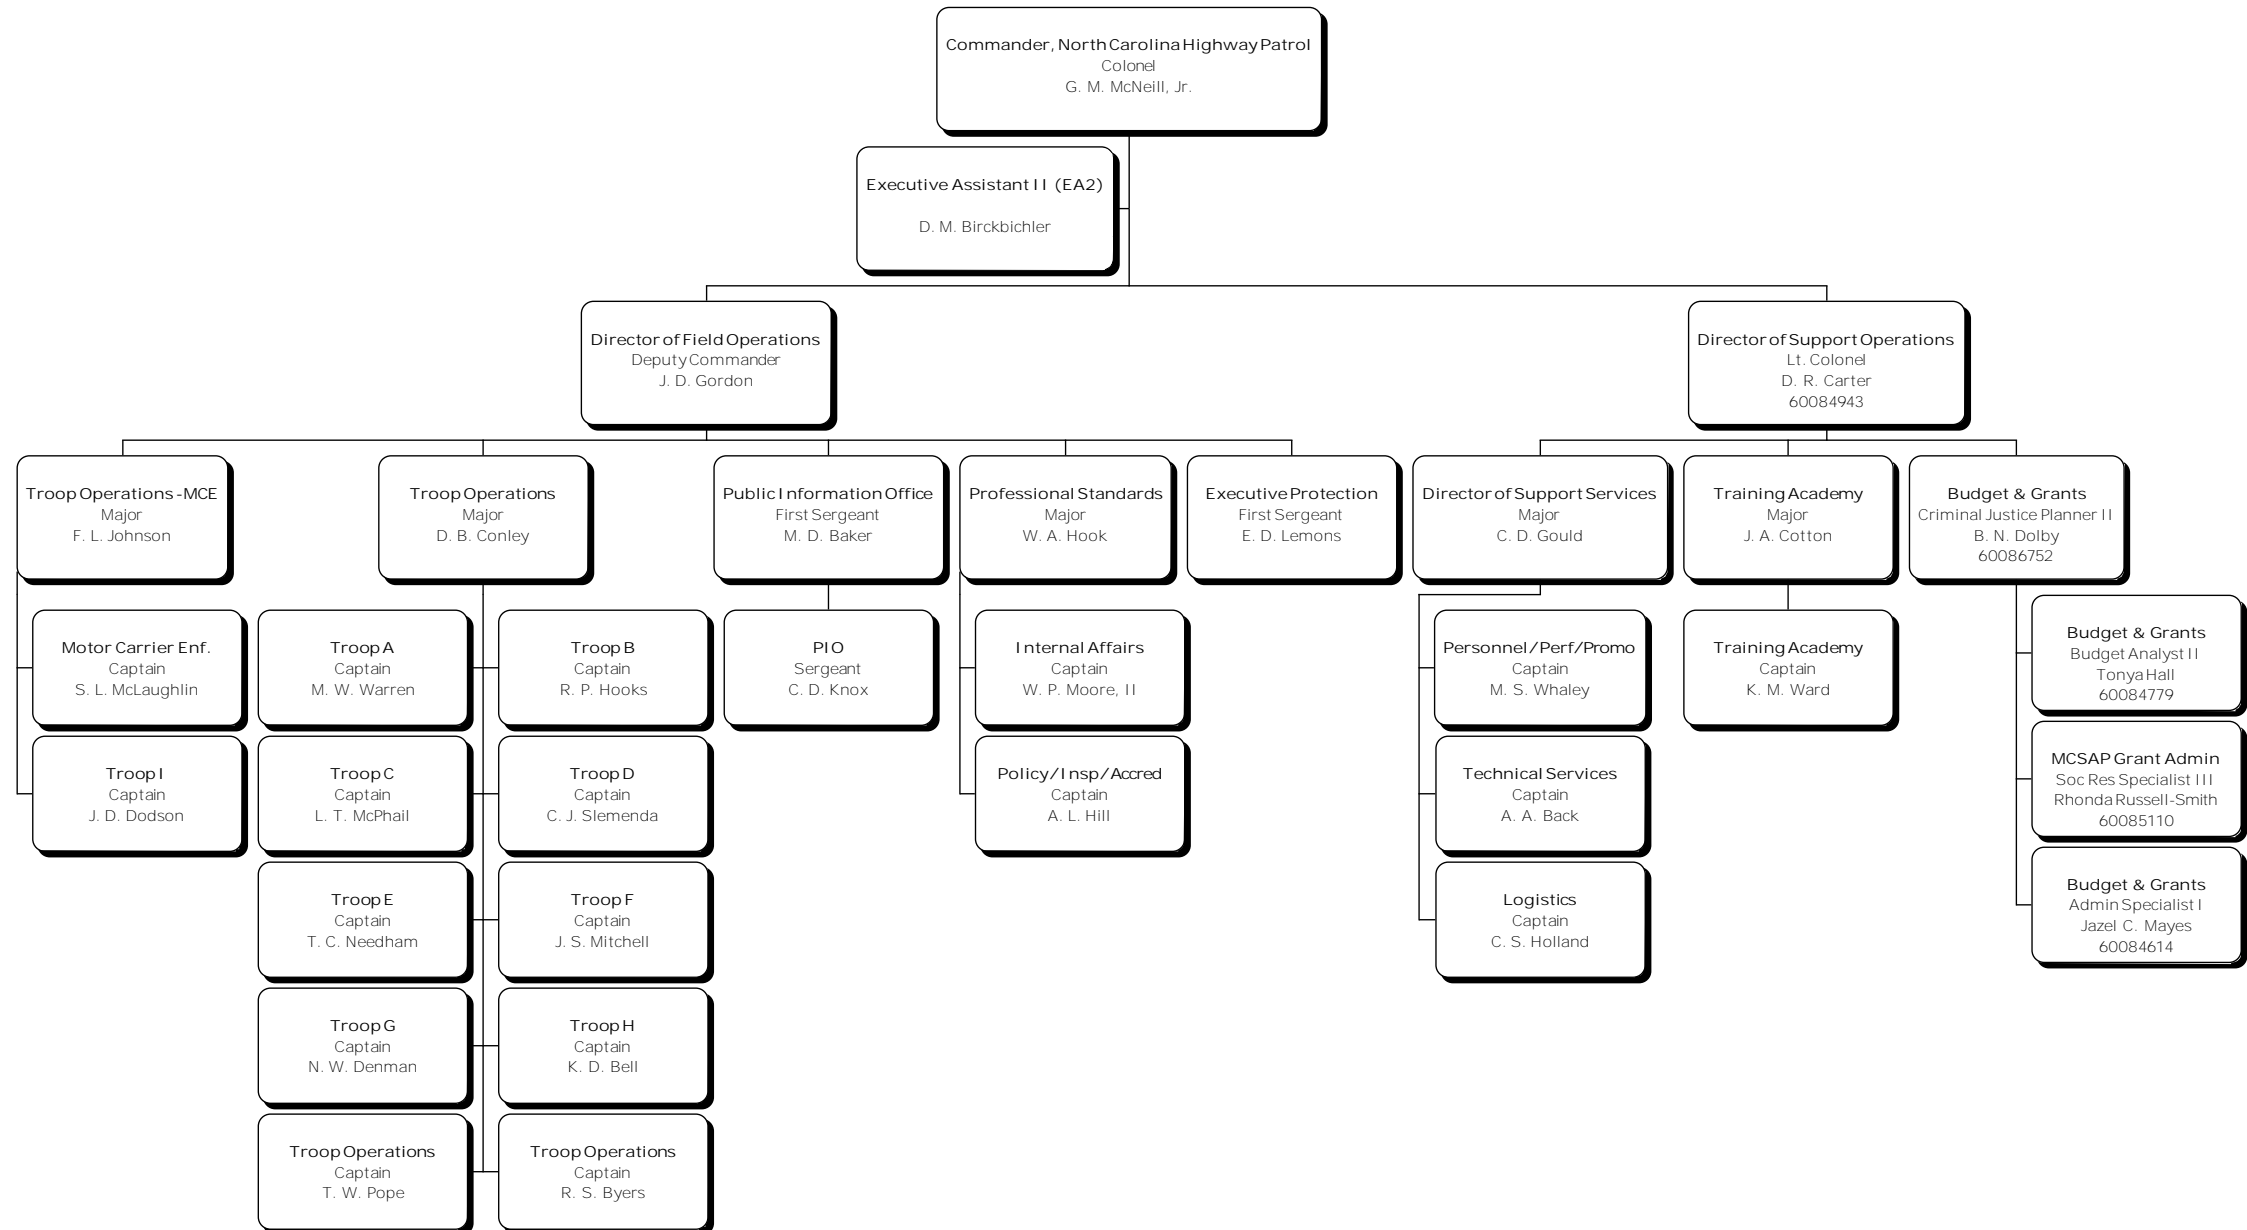 Commander, North Carolina Highway Patrol
Colonel
G. M. McNeill, Jr.
Executive Assistant II (EA2)
D. M. Birckbichler
Director of Field Operations
Deputy Commander
J. D. Gordon
Director of Support Operations
Lt. Colonel
D. R. Carter
60084943
Troop Operations - MCE
Major
F. L. Johnson
Troop Operations
Major
D. B. Conley
Public Information Office
First Sergeant
M. D. Baker
Professional Standards
Major
W. A. Hook
Executive Protection
First Sergeant
E. D. Lemons
Director of Support Services
Major
C. D. Gould
Training Academy
Major
J. A. Cotton
Budget & Grants
Criminal Justice Planner II
B. N. Dolby
60086752
Motor Carrier Enf.
Captain
S. L. McLaughlin
Troop I
Captain
J. D. Dodson
Troop A
Captain
M. W. Warren
Troop B
Captain
R. P. Hooks
Troop C
Captain
L. T. McPhail
Troop D
Captain
C. J. Slemenda
Troop E
Captain
T. C. Needham
Troop F
Captain
J. S. Mitchell
Troop G
Captain
N. W. Denman
Troop H
Captain
K. D. Bell
Troop Operations
Captain
T. W. Pope
Troop Operations
Captain
R. S. Byers
PIO
Sergeant
C. D. Knox
Internal Affairs
Captain
W. P. Moore, II
Policy/Insp/Accred
Captain
A. L. Hill
Personnel/Perf/Promo
Captain
M. S. Whaley
Technical Services
Captain
A. A. Back
Logistics
Captain
C. S. Holland
Training Academy
Captain
K. M. Ward
Budget & Grants
Budget Analyst II
Tonya Hall
60084779
MCSAP Grant Admin
Soc Res Specialist III
Rhonda Russell-Smith
60085110
Budget & Grants
Admin Specialist I
Jazel C. Mayes
60084614